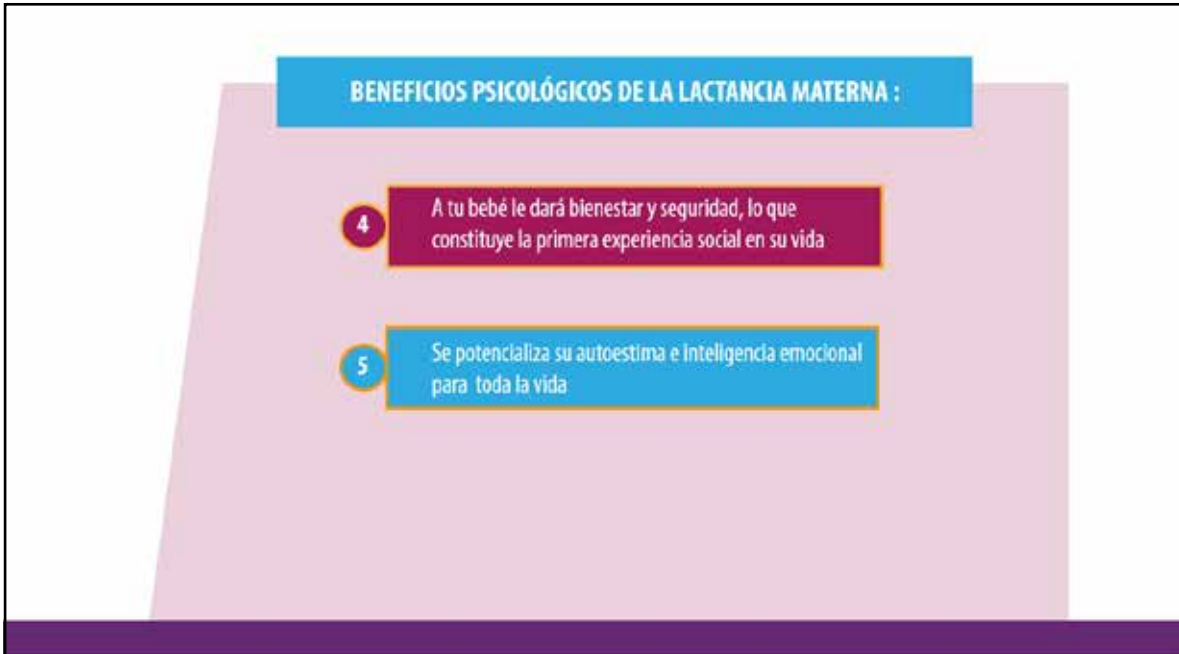 BENEFICIOS PSICOLÓGICOS DE LA LACTANCIA MATERNA :
4
A tu bebé le dará bienestar y seguridad, lo que
constituye la primera experiencia social en su vida
5
Se potencializa su autoestima e inteligencia emocional
para toda la vida